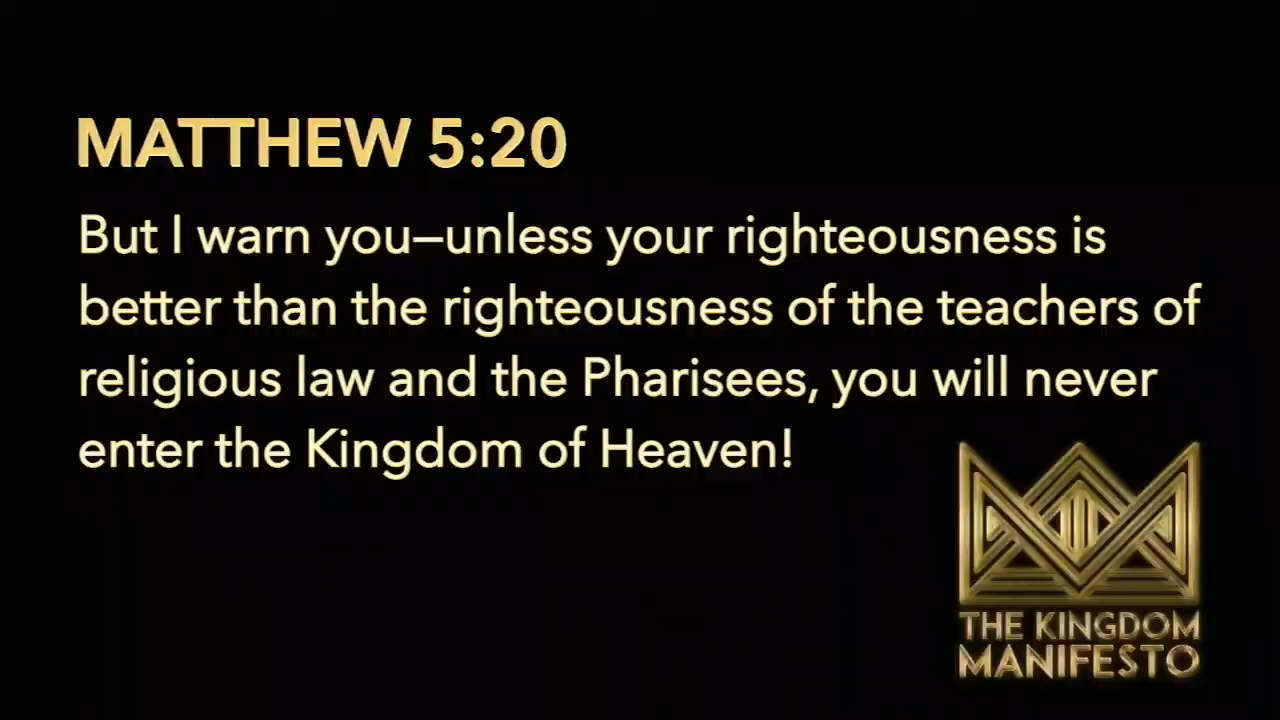 MATTHEW 5:20
But I warn you—unless your righteousness is
better than the righteousness of the teachers of
religious law and the Pharisees, you will never
enter the Kingdom of Heaven!
THE KINGDOM
MANIFESTO